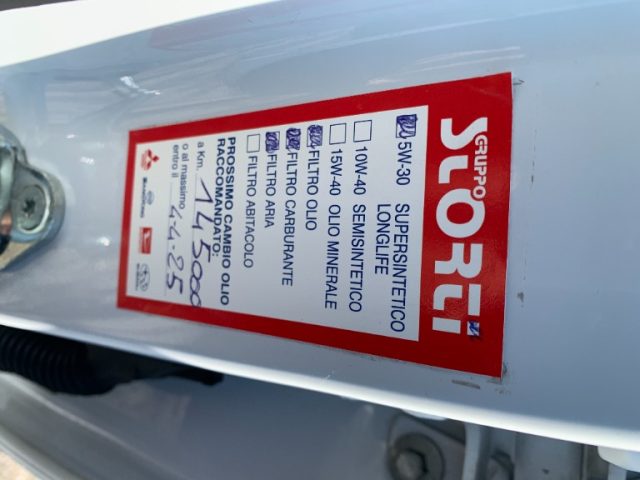 GRUPPO
SCORTI
5W-30 SUPERSINTETICO
LONGLIFE
10W-40 SEMISINTETICO
15W-40 OLIO MINERALE
FILTRO OLIO
FILTRO CARBURANTE
FILTRO ARIA
FILTRO ABITACOLO
PROSSIMO CAMBIO OLIO
RACCOMANDATO:
a Km. 145000
o al massimo
entro il 4-4-25